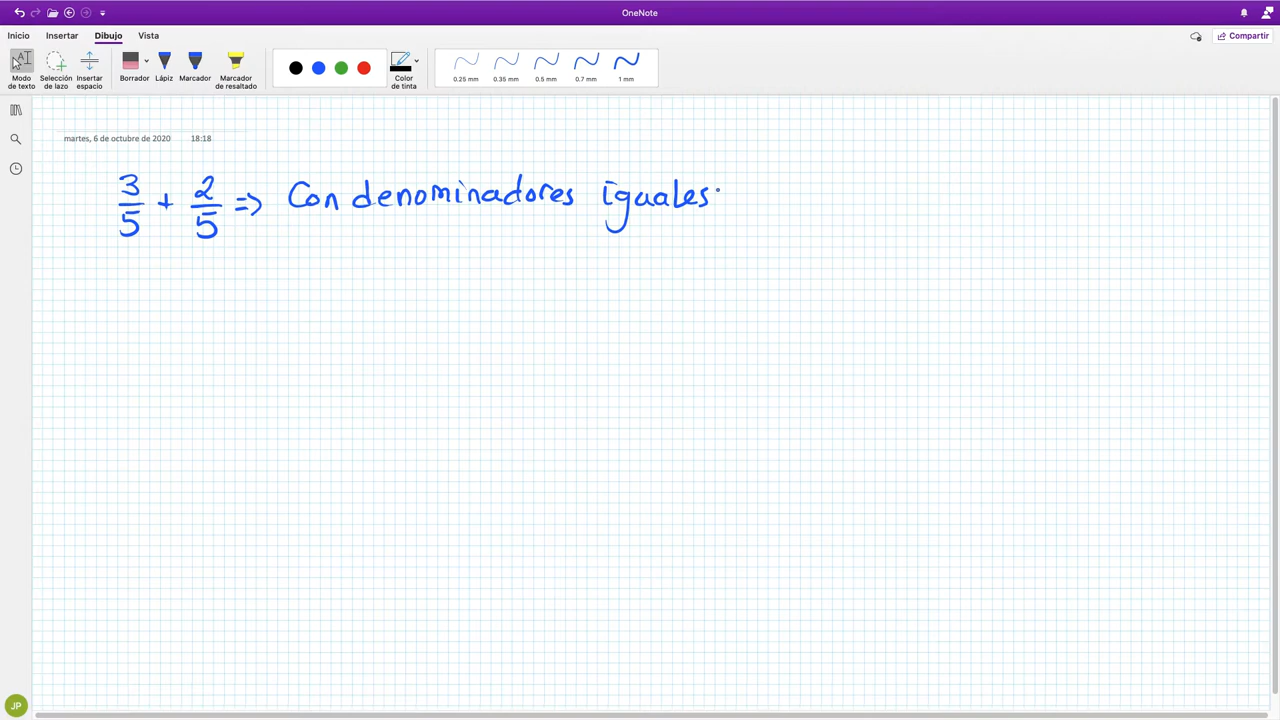 OneNote
Inicio Insertar Dibujo Vista
Compartir
Modo de texto
Selección de lazo
Insertar espacio
Borrador
Lápiz
Marcador
Marcador de resaltado
Color de tinta
0.25 mm 0.35 mm 0.5 mm 0.7 mm 1 mm
martes, 6 de octubre de 2020 18:18
3/5 + 2/5 => Con denominadores iguales.
JP